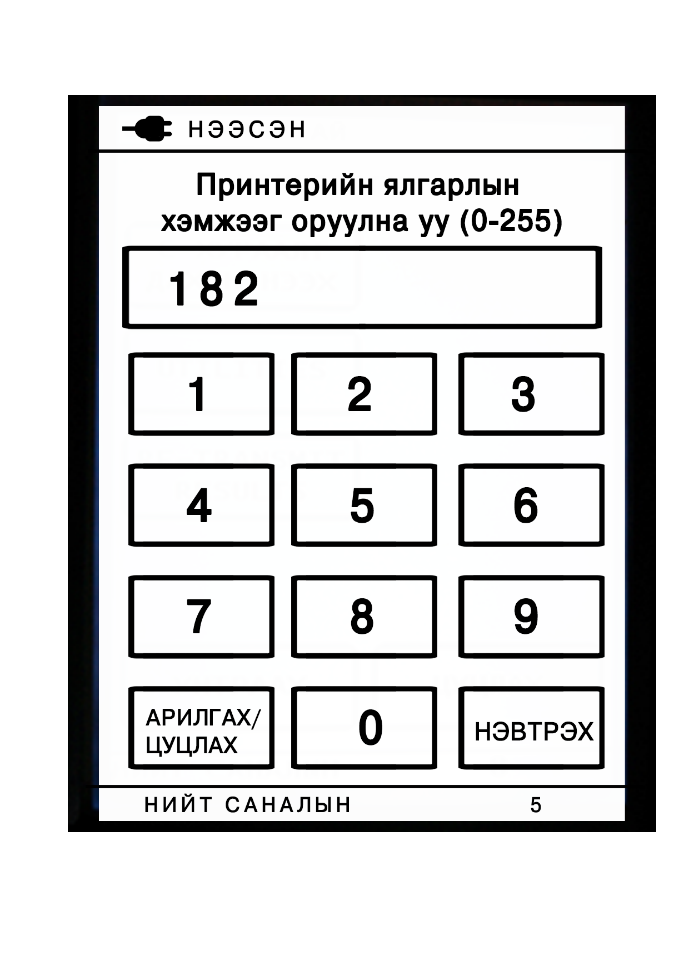 НЭЭСЭН
Принтерийн ялгарлын
хэмжээг оруулна уу (0-255)
182
1 2 3
4 5 6
7 8 9
АРИЛГАХ/
ЦУЦЛАХ
0
НЭВТРЭХ
НИЙТ САНАЛЫН 5